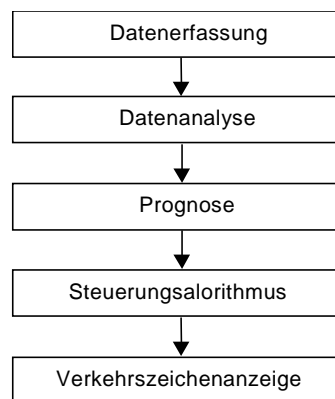 Datenerfassung
Datenanalyse
Prognose
Steuerungsalorithmus
Verkehrszeichenanzeige